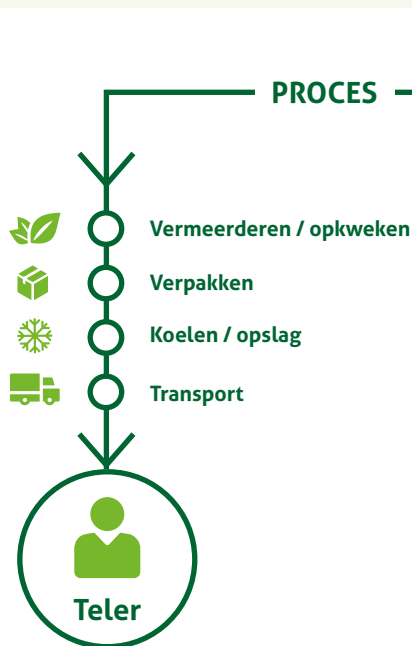 PROCES
Vermeerderen / opkweken
Verpakken
Koelen / opslag
Transport
Teler